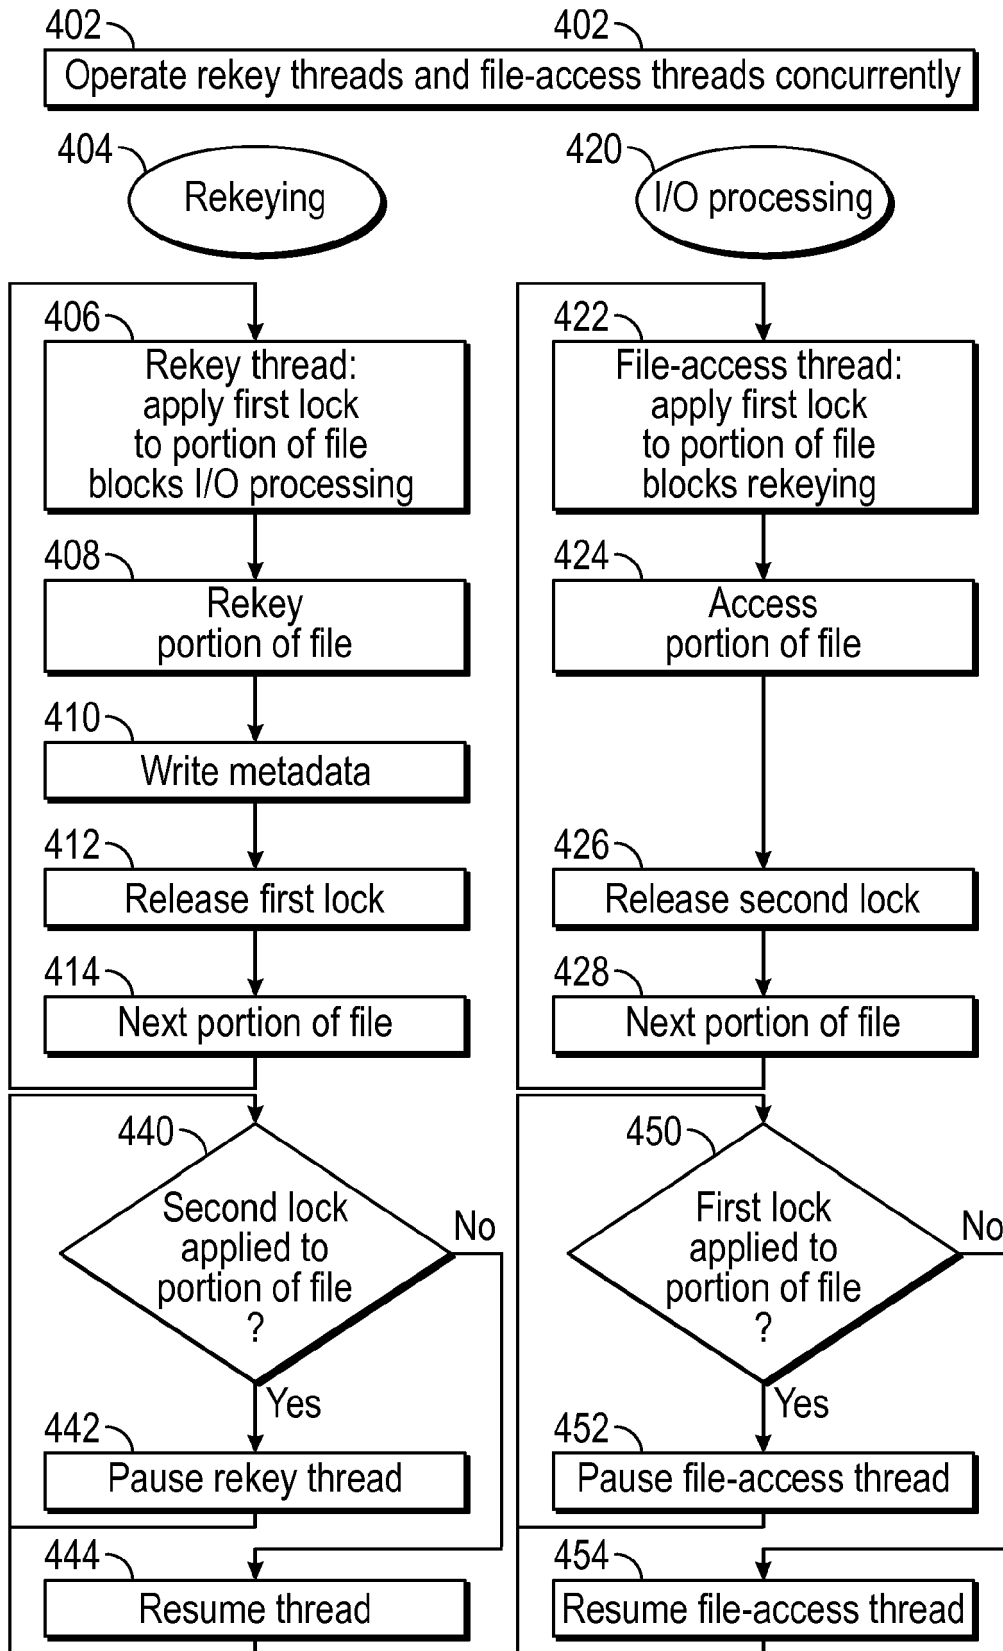 402
402
Operate rekey threads and file-access threads concurrently
404
Rekeying
420
I/O processing
406
Rekey thread:
apply first lock
to portion of file
blocks I/O processing
408
Rekey
portion of file
410
Write metadata
412
Release first lock
414
Next portion of file
422
File-access thread:
apply first lock
to portion of file
blocks rekeying
424
Access
portion of file
426
Release second lock
428
Next portion of file
440
Second lock
applied to
portion of file
?
No
Yes
442
Pause rekey thread
444
Resume thread
450
First lock
applied to
portion of file
?
No
Yes
452
Pause file-access thread
454
Resume file-access thread